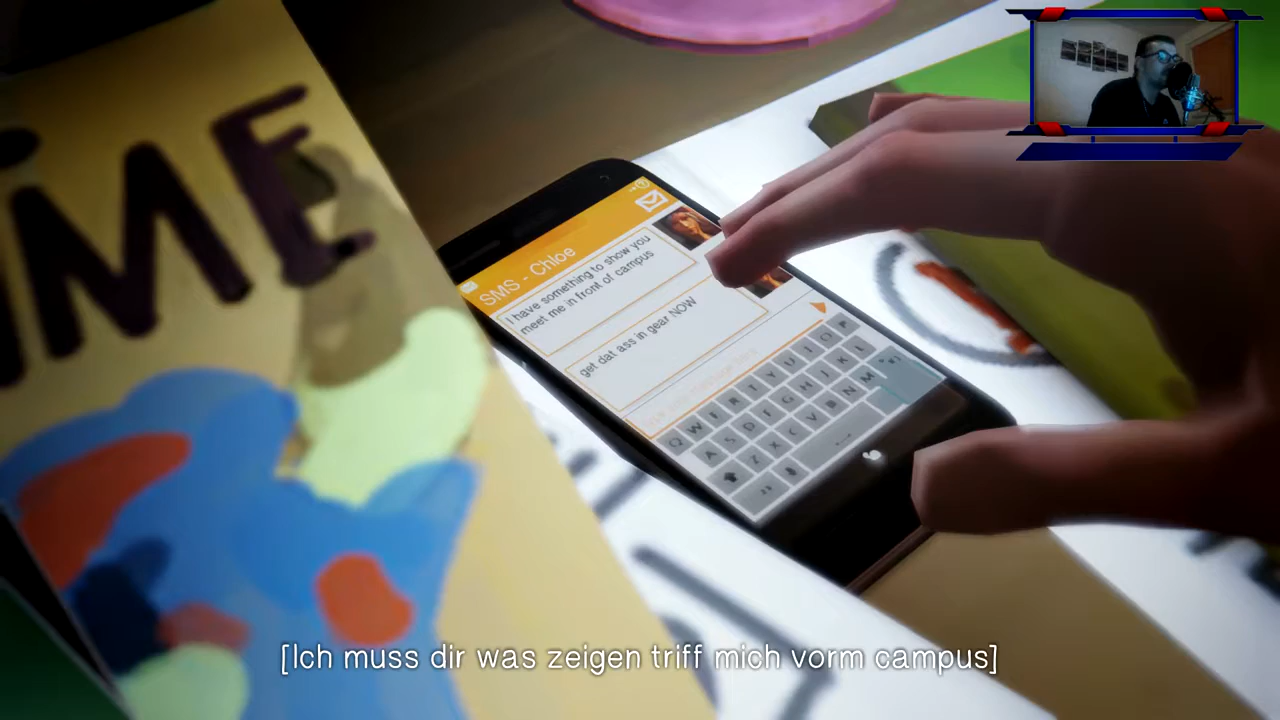 IME
SMS - Chloe
I have something to show you
meet me in front of campus
get dat ass in gear NOW
Q W E R T Y U I O P
A S D F G H J K L
Z X C V B N M
[Ich muss dir was zeigen triff mich vorm campus]